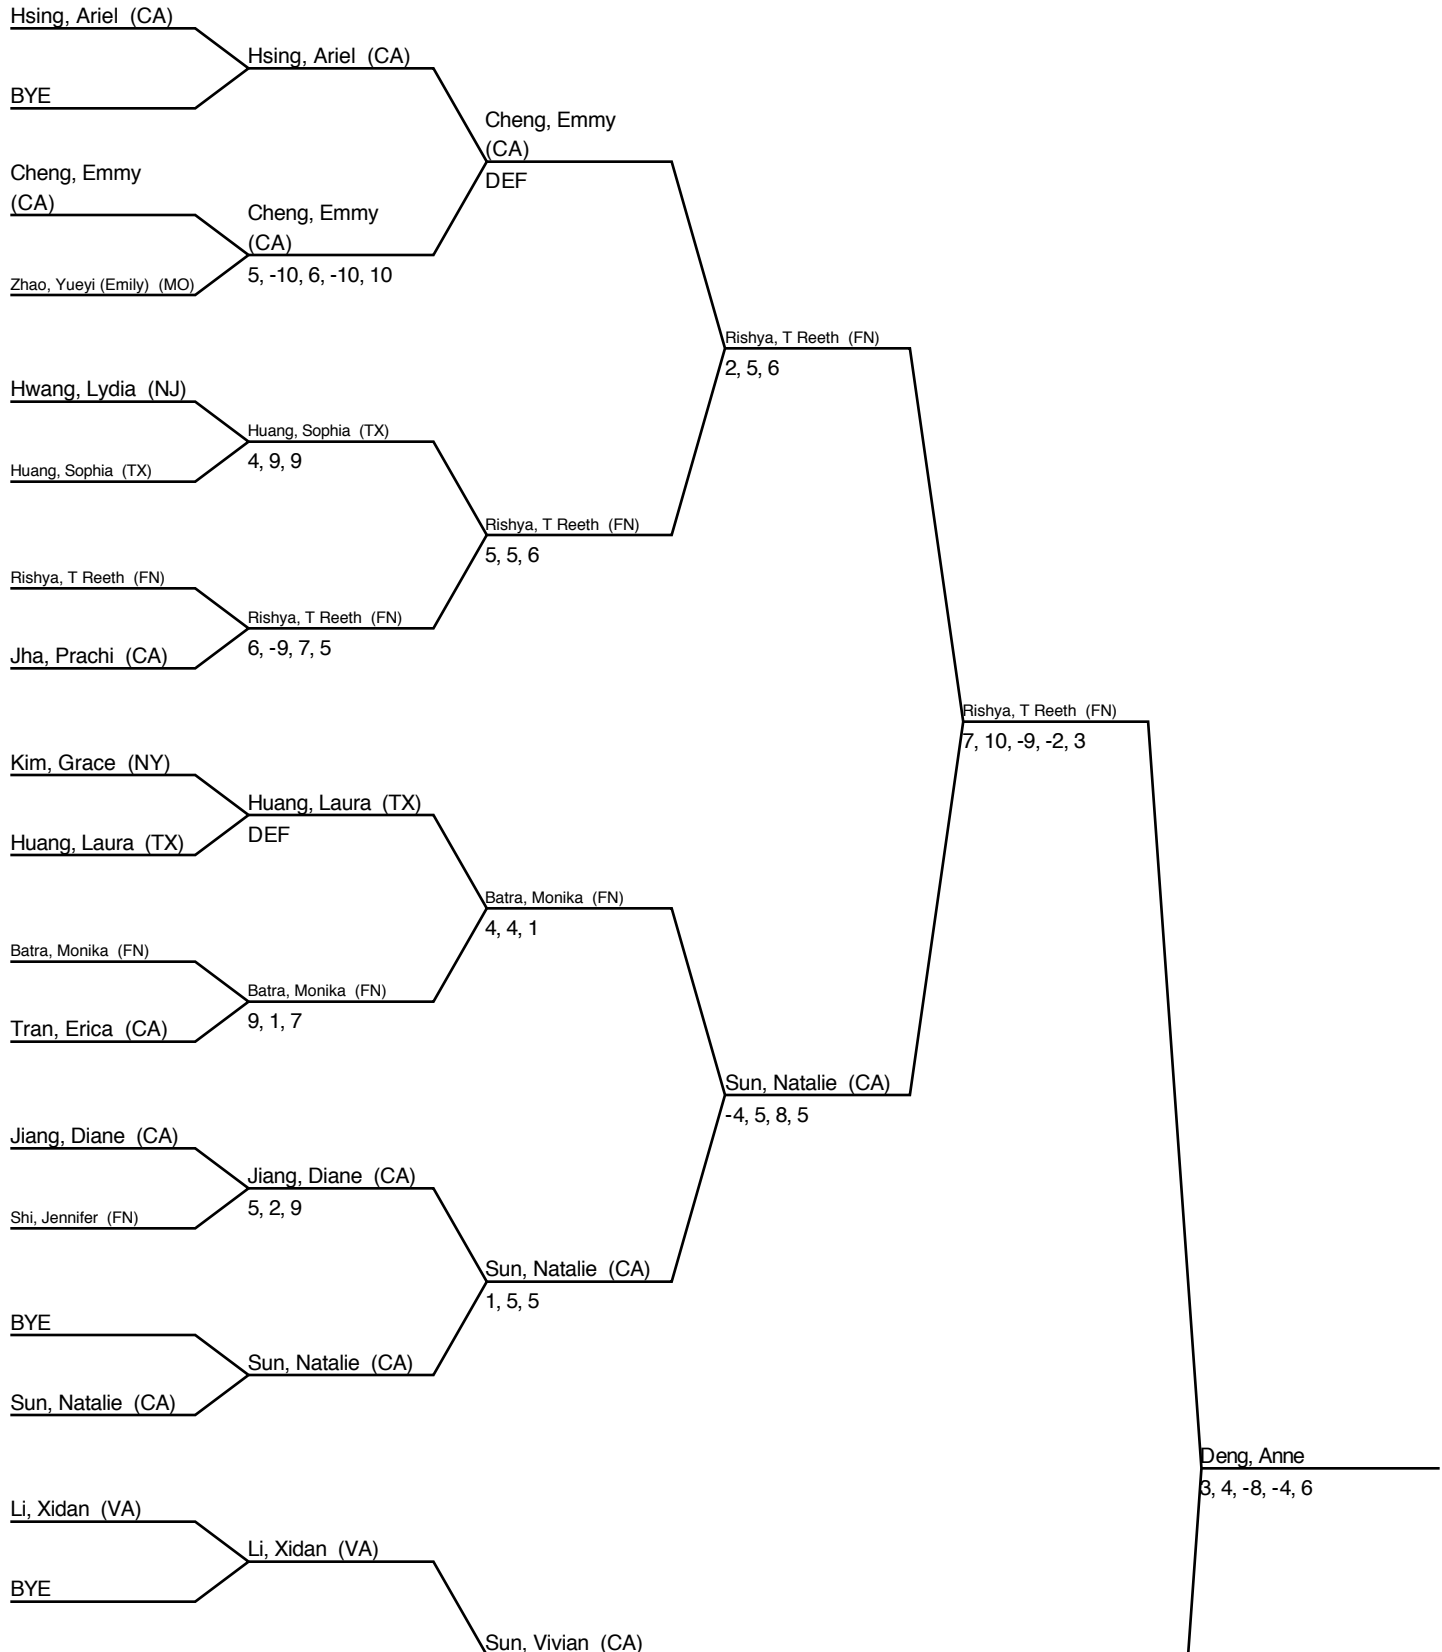 Hsing, Ariel (CA)
Hsing, Ariel (CA)
BYE
Cheng, Emmy
(CA)
DEF
Cheng, Emmy
(CA)
Cheng, Emmy
(CA)
5, -10, 6, -10, 10
Zhao, Yueyi (Emily) (MO)
Rishya, T Reeth (FN)
2, 5, 6
Hwang, Lydia (NJ)
Huang, Sophia (TX)
4, 9, 9
Huang, Sophia (TX)
Rishya, T Reeth (FN)
5, 5, 6
Rishya, T Reeth (FN)
Rishya, T Reeth (FN)
6, -9, 7, 5
Jha, Prachi (CA)
Rishya, T Reeth (FN)
7, 10, -9, -2, 3
Kim, Grace (NY)
Huang, Laura (TX)
DEF
Huang, Laura (TX)
Batra, Monika (FN)
4, 4, 1
Batra, Monika (FN)
Batra, Monika (FN)
9, 1, 7
Tran, Erica (CA)
Sun, Natalie (CA)
-4, 5, 8, 5
Jiang, Diane (CA)
Jiang, Diane (CA)
5, 2, 9
Shi, Jennifer (FN)
Sun, Natalie (CA)
1, 5, 5
BYE
Sun, Natalie (CA)
Sun, Natalie (CA)
Deng, Anne
3, 4, -8, -4, 6
Li, Xidan (VA)
Li, Xidan (VA)
BYE
Sun, Vivian (CA)